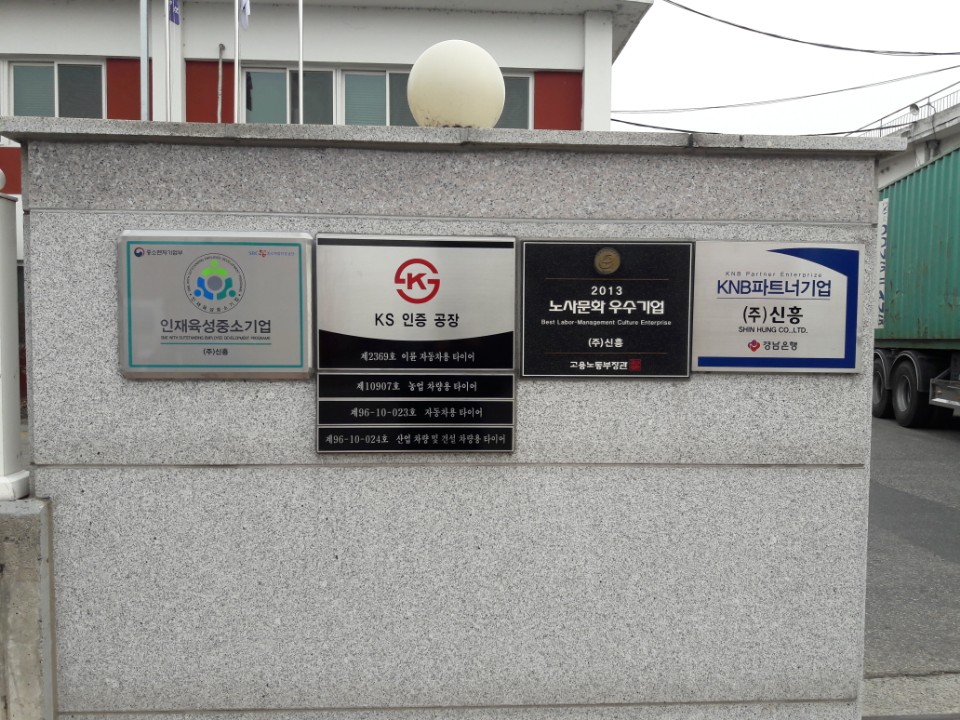 중소벤처기업부
인재육성중소기업
(주)신흥
KS 인증 공장
제2369호 이륜 자동차용 타이어
제10907호 농업 차량용 타이어
제96-10-023호 자동차용 타이어
제96-10-024호 산업 차량 및 건설 차량용 타이어
2013
노사문화 우수기업
Best Labor-Management Culture Enterprise
(주)신흥
고용노동부장관
KNB Partner Enterprize
KNB파트너기업
(주)신흥
SHIN HUNG CO.,LTD.
경남은행